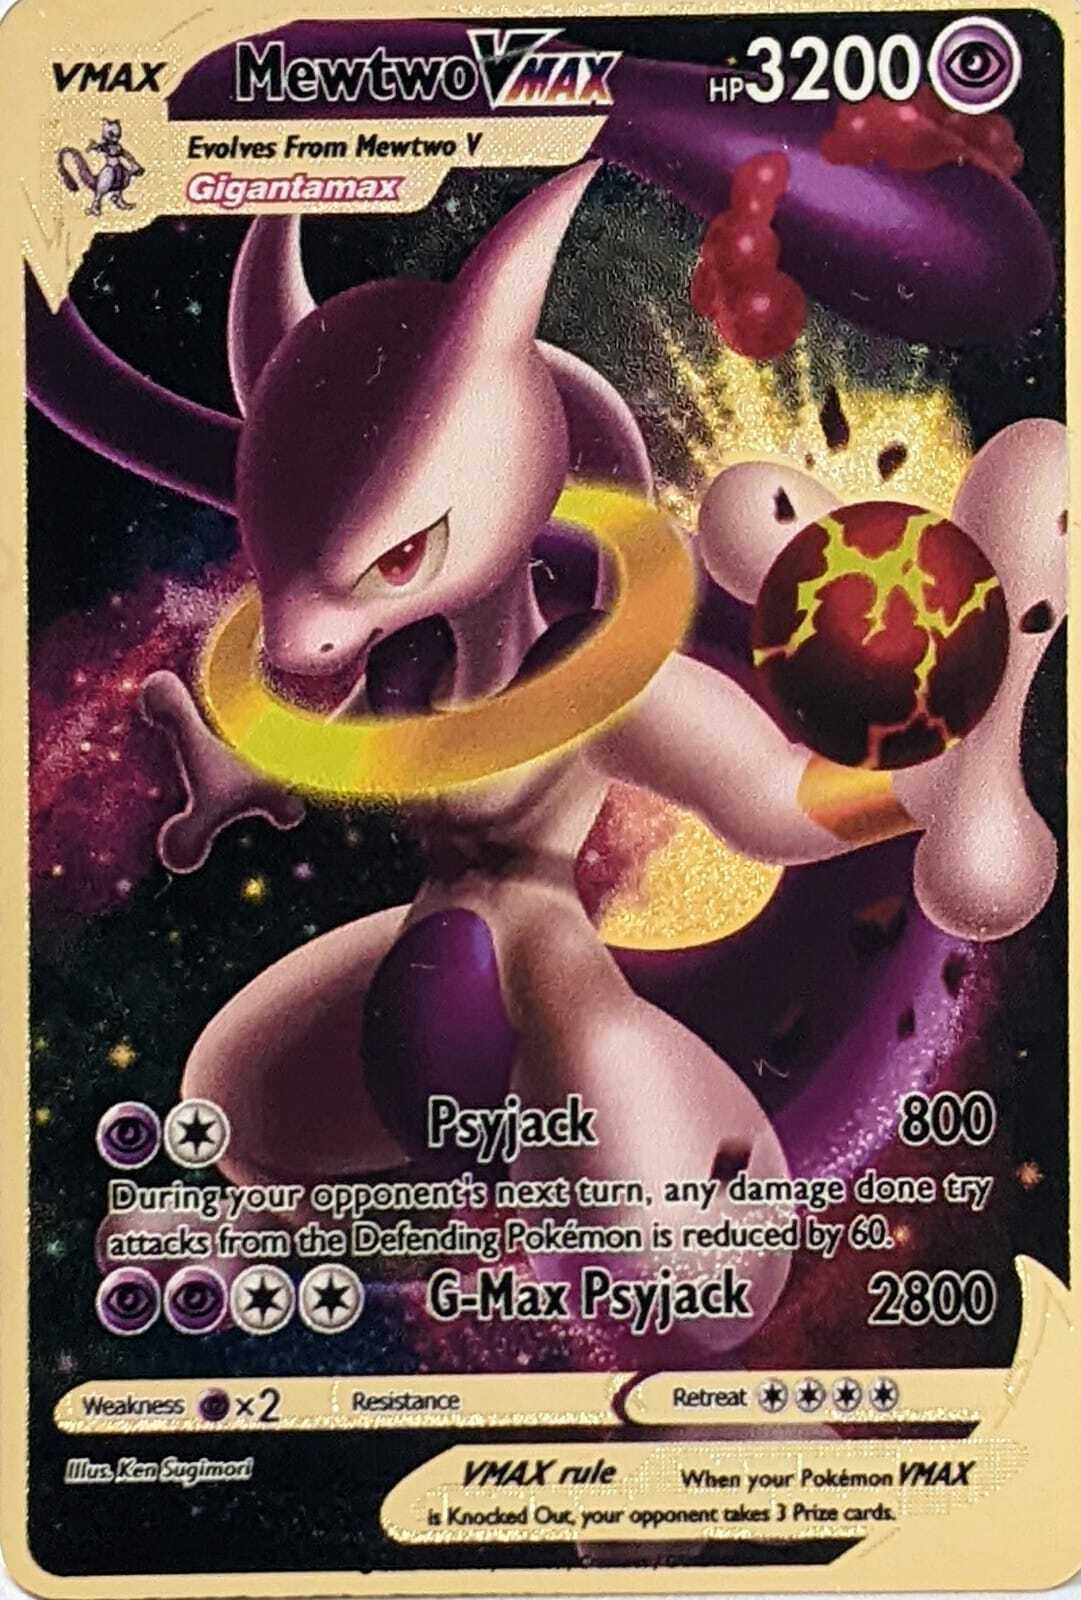 VMAX
Mewtwo VMAX
HP 3200
Evolves From Mewtwo V
Gigantamax
Psyjack 800
During your opponent's next turn, any damage done try
attacks from the Defending Pokémon is reduced by 60.
G-Max Psyjack 2800
Weakness ×2 Resistance Retreat
Illus. Ken Sugimori
VMAX rule When your Pokémon VMAX
is Knocked Out, your opponent takes 3 Prize cards.